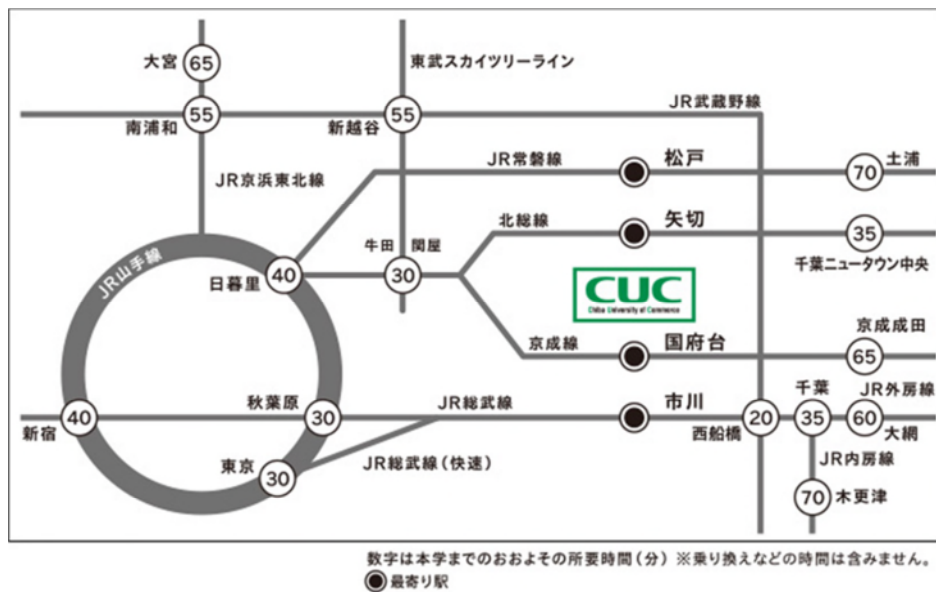 大宮
65
東武スカイツリーライン
JR武蔵野線
55
南浦和
55
新越谷
JR京浜東北線
JR常磐線
松戸
土浦
70
北総線
矢切
35
千葉ニュータウン中央
JR山手線
日暮里
40
牛田
関屋
30
CUC
Chiba University of Commerce
京成線
国府台
京成成田
65
新宿
40
秋葉原
30
JR総武線
市川
西船橋
20
千葉
35
JR外房線
60
大網
東京
30
JR総武線(快速)
JR内房線
70
木更津
数字は本学までのおおよその所要時間(分) ※乗り換えなどの時間は含みません。
最寄り駅